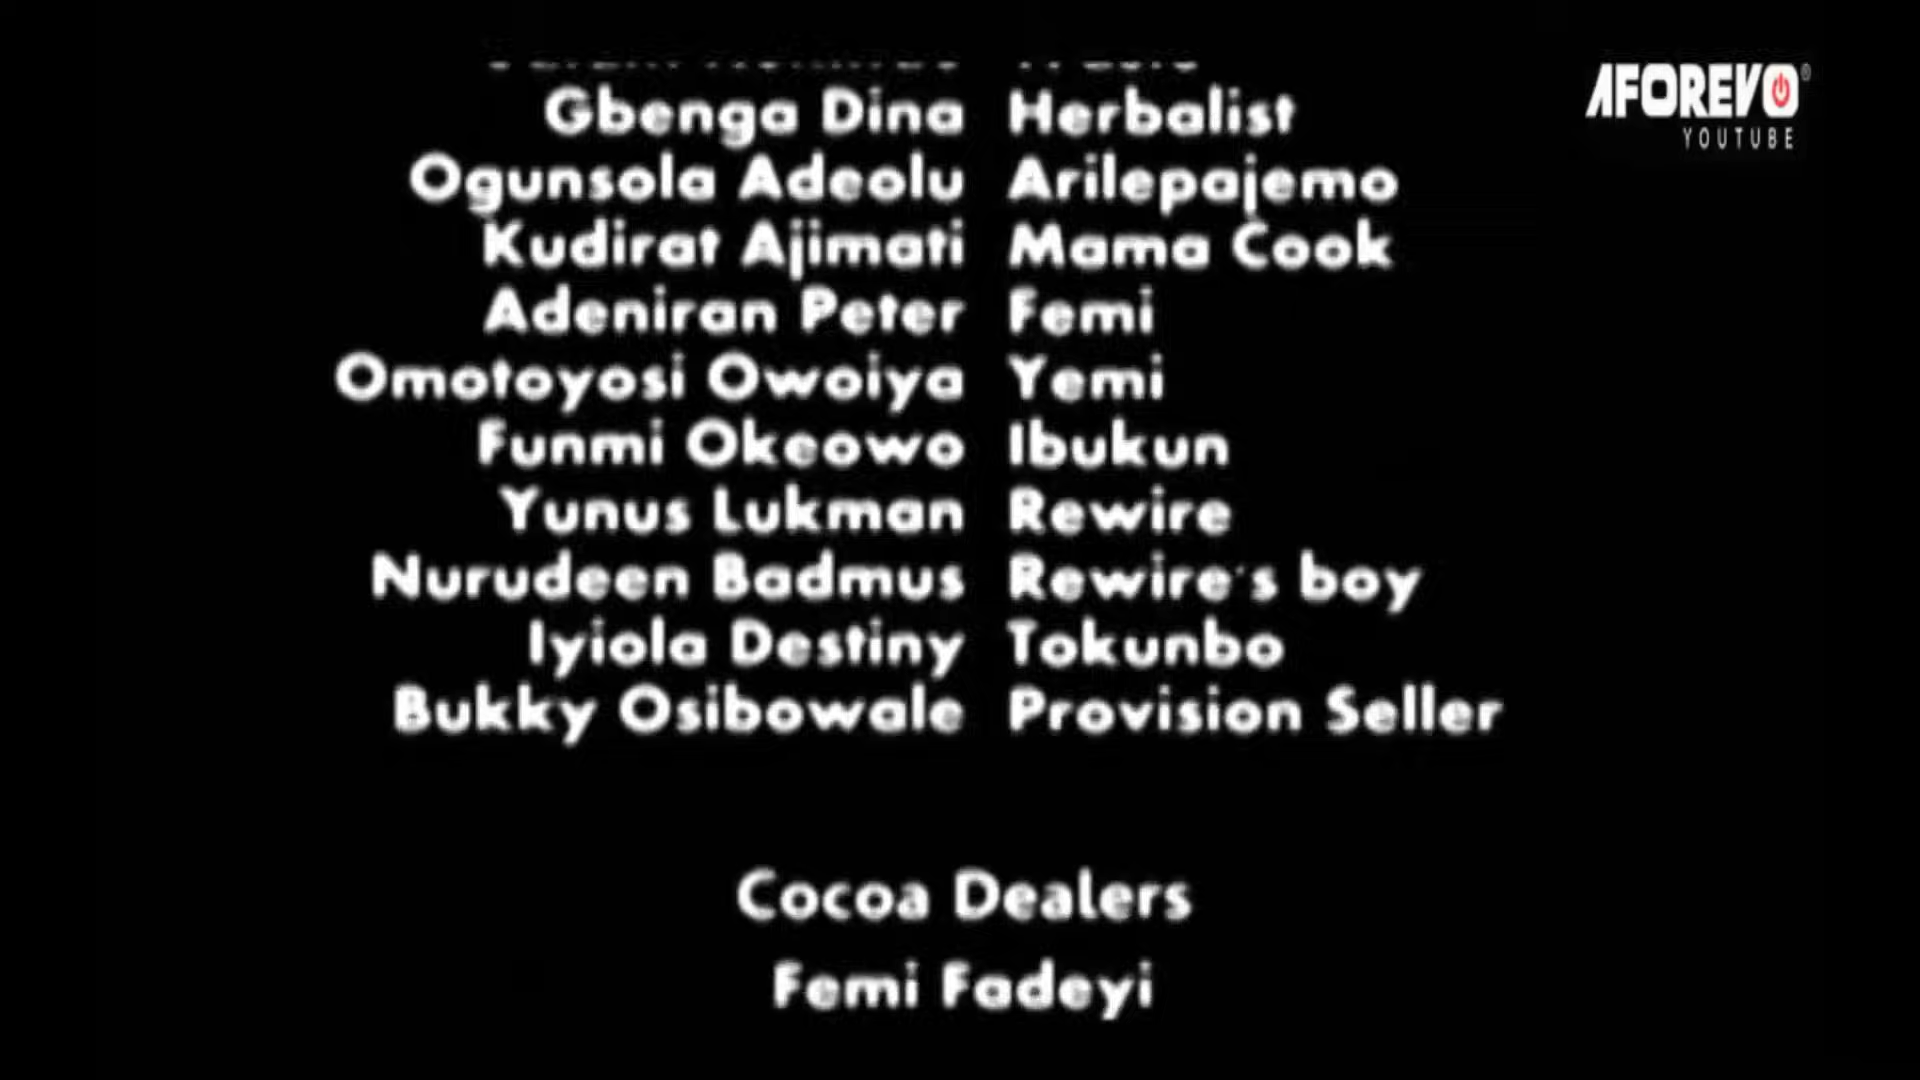 AFOREVO
YOUTUBE
Gbenga Dina Herbalist
Ogunsola Adeolu Arilepajemo
Kudirat Ajimati Mama Cook
Adeniran Peter Femi
Omotoyosi Owoiya Yemi
Funmi Okeowo Ibukun
Yunus Lukman Rewire
Nurudeen Badmus Rewire's boy
Iyiola Destiny Tokunbo
Bukky Osibowale Provision Seller
Cocoa Dealers
Femi Fadeyi